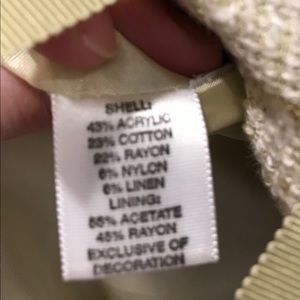 SHELL:
43% ACRYLIC
23% COTTON
22% RAYON
6% NYLON
6% LINEN
LINING:
55% ACETATE
45% RAYON
EXCLUSIVE OF
DECORATION